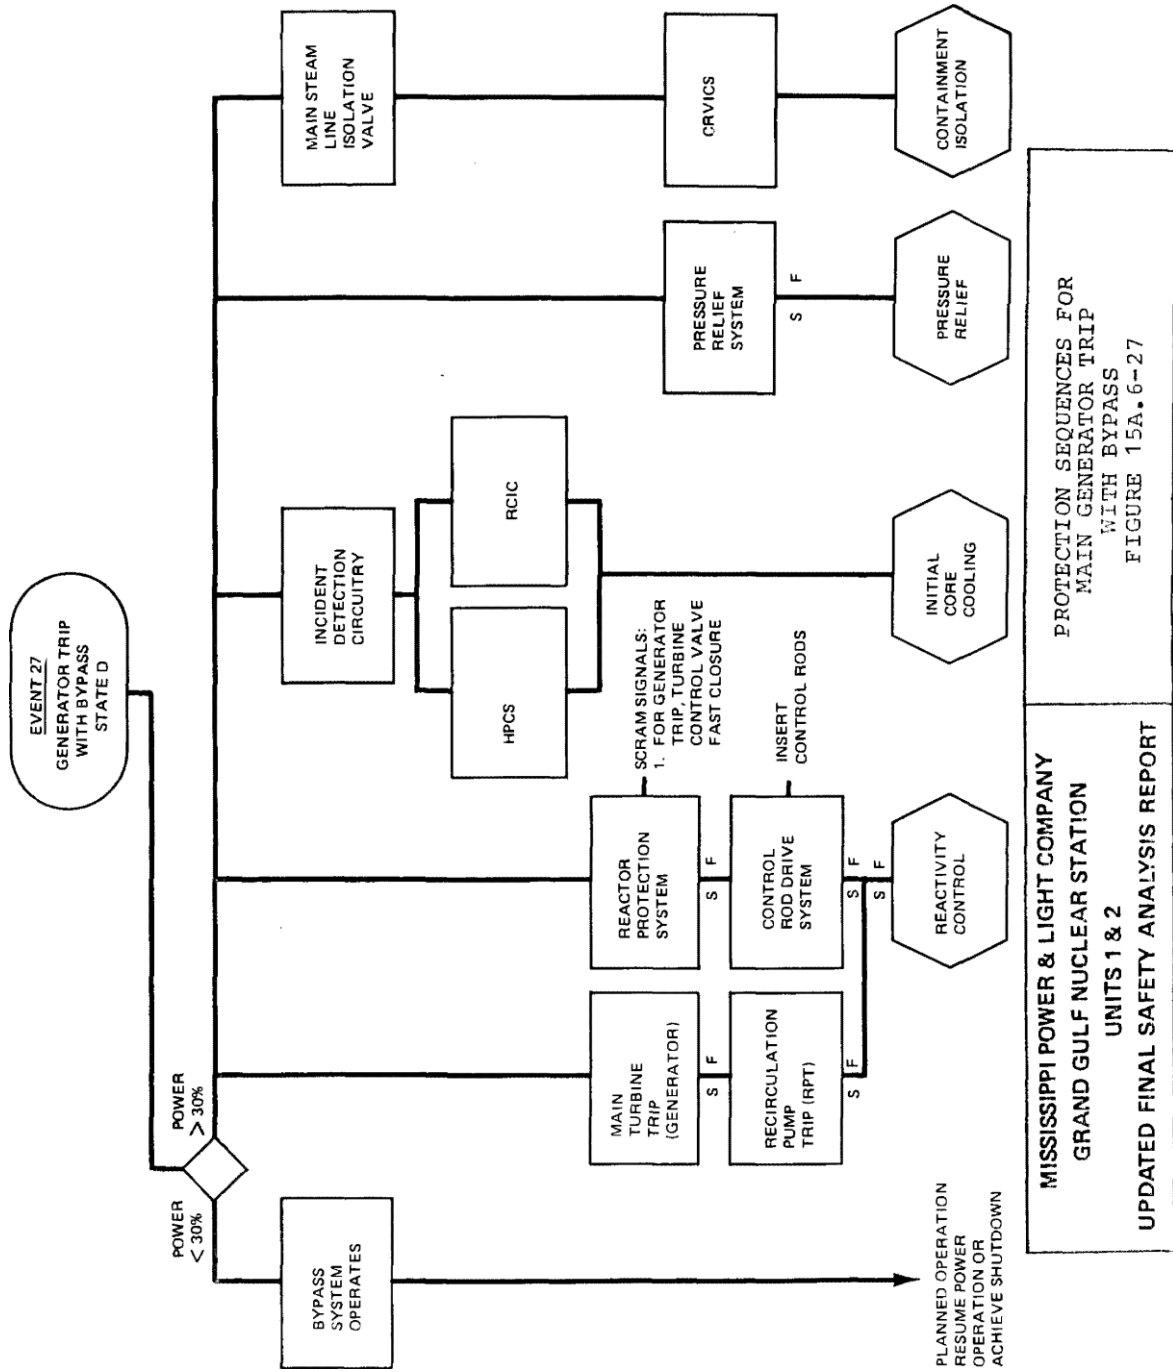 EVENT 27
GENERATOR TRIP
WITH BYPASS
STATE D
POWER
< 30%
POWER
> 30%
BYPASS
SYSTEM
OPERATES
INCIDENT
DETECTION
CIRCUITRY
MAIN STEAM
LINE
ISOLATION
VALVE
HPCS
RCIC
MAIN
TURBINE
TRIP
(GENERATOR)
S F
REACTOR
PROTECTION
SYSTEM
S F
SCRAM SIGNALS:
1. FOR GENERATOR
TRIP, TURBINE
CONTROL VALVE
FAST CLOSURE
PRESSURE
RELIEF
SYSTEM
S F
CRVICS
RECIRCULATION
PUMP
TRIP (RPT)
S F
CONTROL
ROD DRIVE
SYSTEM
S F
S F
INSERT
CONTROL RODS
PLANNED OPERATION
RESUME POWER
OPERATION OR
ACHIEVE SHUTDOWN
REACTIVITY
CONTROL
INITIAL
CORE
COOLING
PRESSURE
RELIEF
CONTAINMENT
ISOLATION
MISSISSIPPI POWER & LIGHT COMPANY
GRAND GULF NUCLEAR STATION
UNITS 1 & 2
UPDATED FINAL SAFETY ANALYSIS REPORT
PROTECTION SEQUENCES FOR
MAIN GENERATOR TRIP
WITH BYPASS
FIGURE 15A.6-27